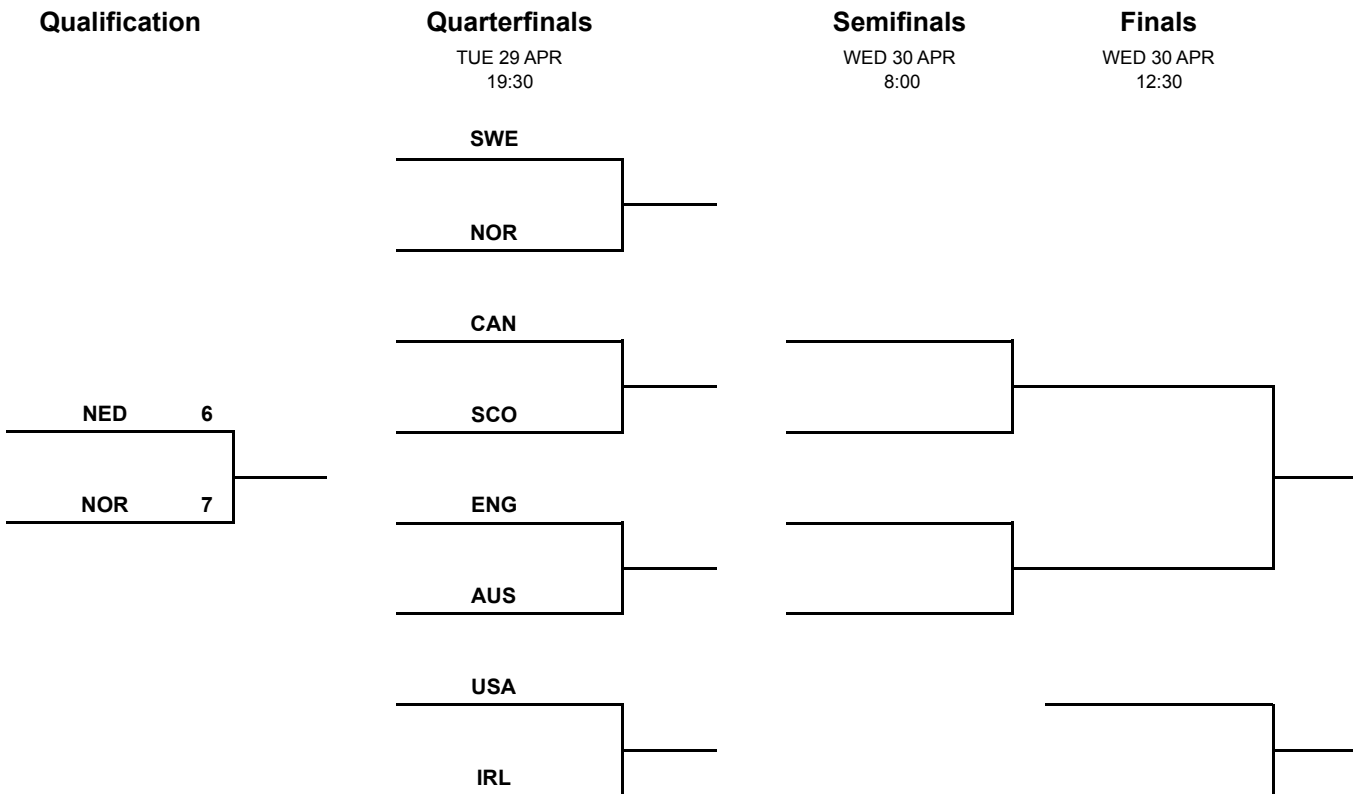 Qualification
Quarterfinals
Semifinals
Finals
TUE 29 APR
19:30
WED 30 APR
8:00
WED 30 APR
12:30
SWE
NOR
CAN
NED 6
SCO
NOR 7
ENG
AUS
USA
IRL